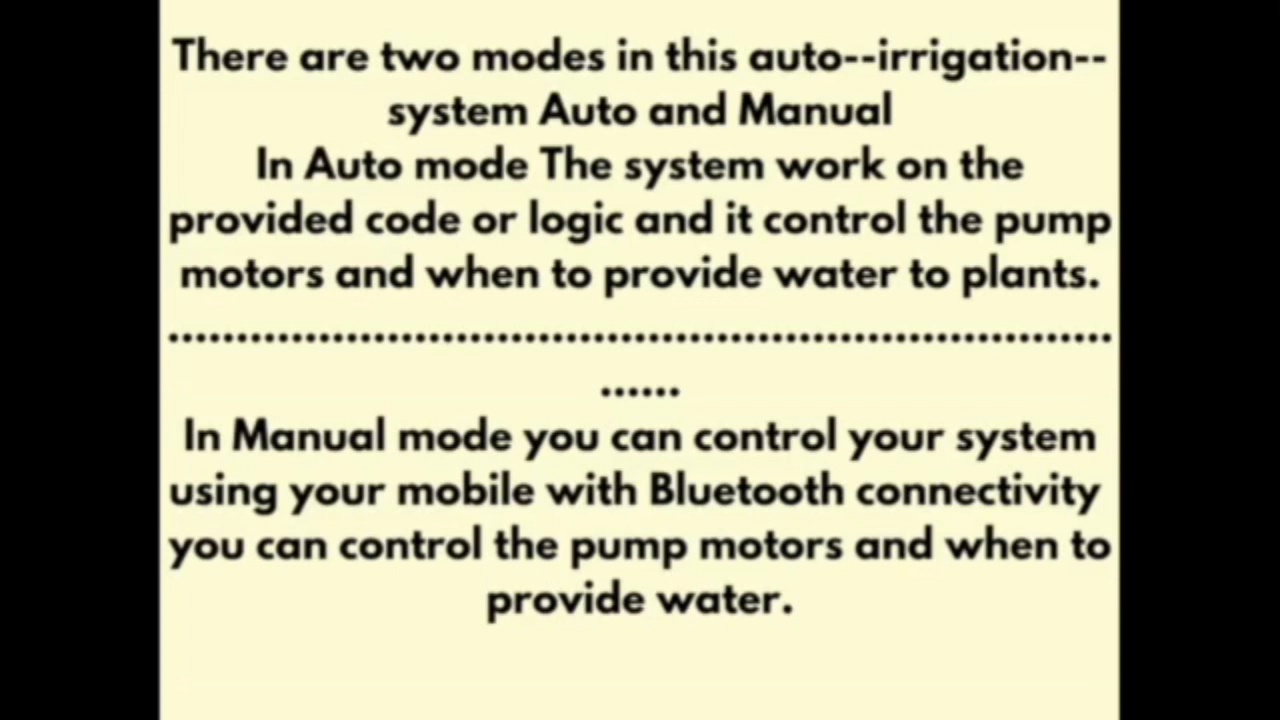 There are two modes in this auto--irrigation--
system Auto and Manual
In Auto mode The system work on the
provided code or logic and it control the pump
motors and when to provide water to plants.
......................................................................
......
In Manual mode you can control your system
using your mobile with Bluetooth connectivity
you can control the pump motors and when to
provide water.